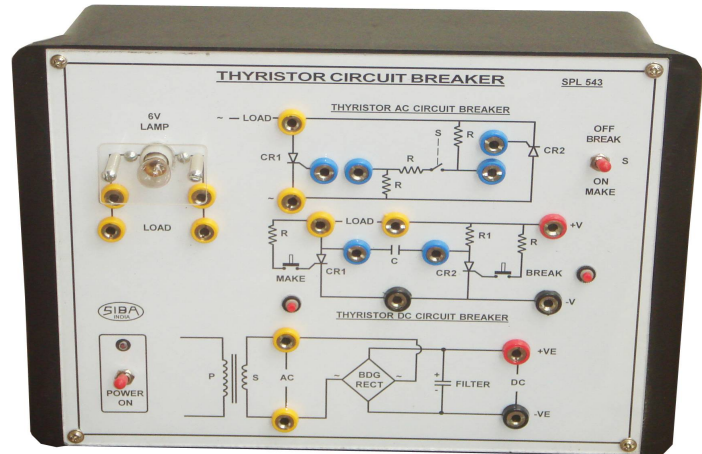 THYRISTOR CIRCUIT BREAKER
SPL 543
THYRISTOR AC CIRCUIT BREAKER
6V
LAMP
LOAD
~ — LOAD
CR1
R
R
S
R
CR2
~
OFF
BREAK
S
ON
MAKE
LOAD
+V
R
MAKE
CR1
C
R1
CR2
R
BREAK
-V
THYRISTOR DC CIRCUIT BREAKER
SIBA
INDIA
POWER
ON
P
S
AC
~
BDG
RECT
~
+
-
FILTER
+VE
DC
-VE